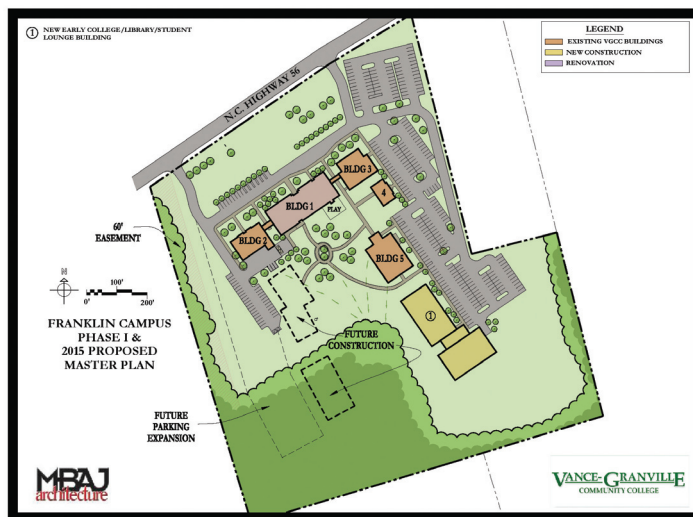 ① NEW EARLY COLLEGE/LIBRARY/STUDENT
LOUNGE BUILDING
LEGEND
EXISTING VGCC BUILDINGS
NEW CONSTRUCTION
RENOVATION
N.C. HIGHWAY 56
BLDG 3
BLDG 1
4
PLAY
BLDG 2
BLDG 5
60'
EASEMENT
N
100'
0'
200'
①
FRANKLIN CAMPUS
PHASE I &
2015 PROPOSED
MASTER PLAN
FUTURE
CONSTRUCTION
FUTURE
PARKING
EXPANSION
MBAJ
architecture
VANCE-GRANVILLE
COMMUNITY COLLEGE